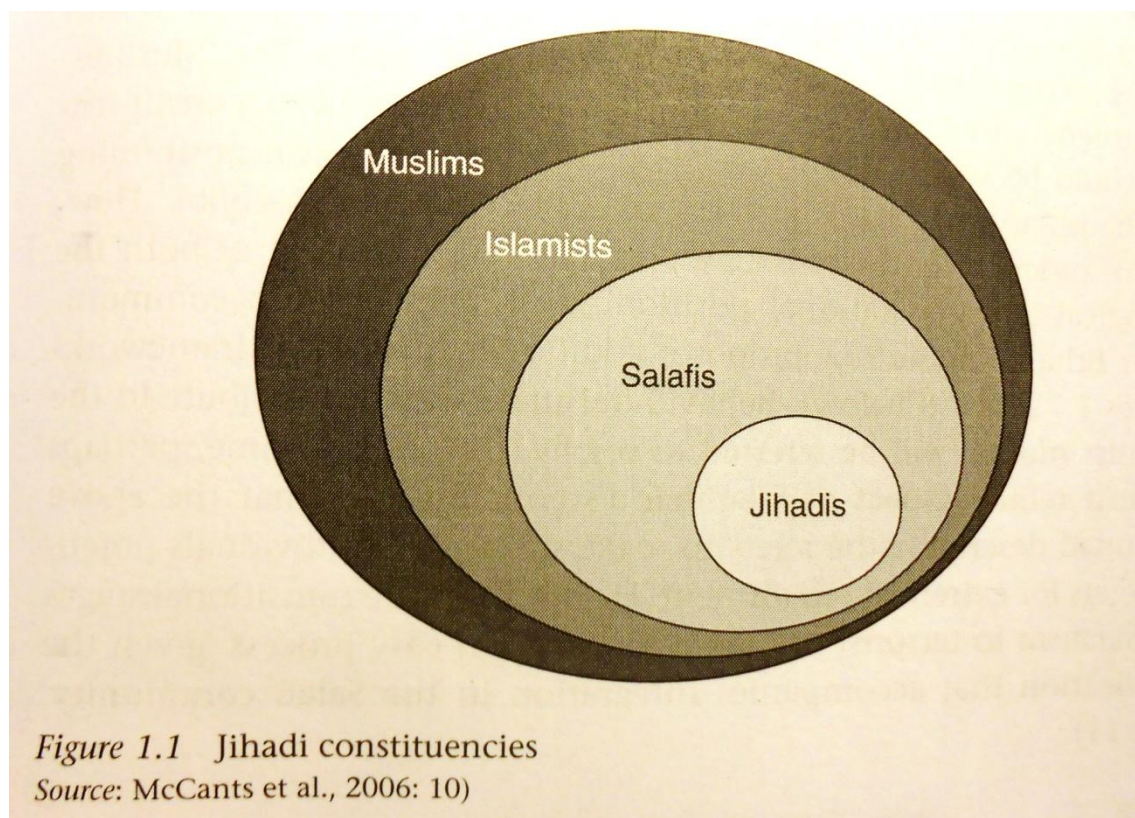 Muslims
Islamists
Salafis
Jihadis
Figure 1.1 Jihadi constituencies
Source: McCants et al., 2006: 10)